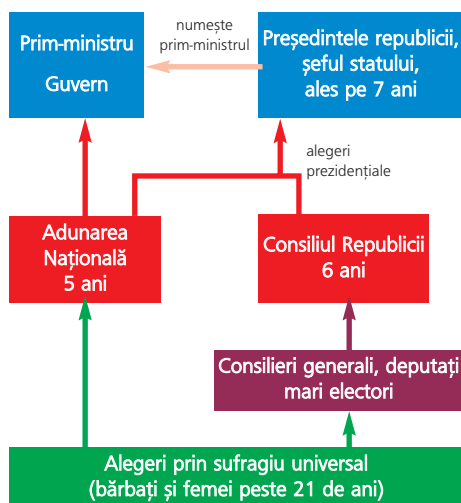 Prim-ministru
Guvern
numește
prim-ministrul
Președintele republicii,
șeful statului,
ales pe 7 ani
alegeri
prezidențiale
Adunarea
Națională
5 ani
Consiliul Republicii
6 ani
Consilieri generali, deputați
mari electori
Alegeri prin sufragiu universal
(bărbați și femei peste 21 de ani)